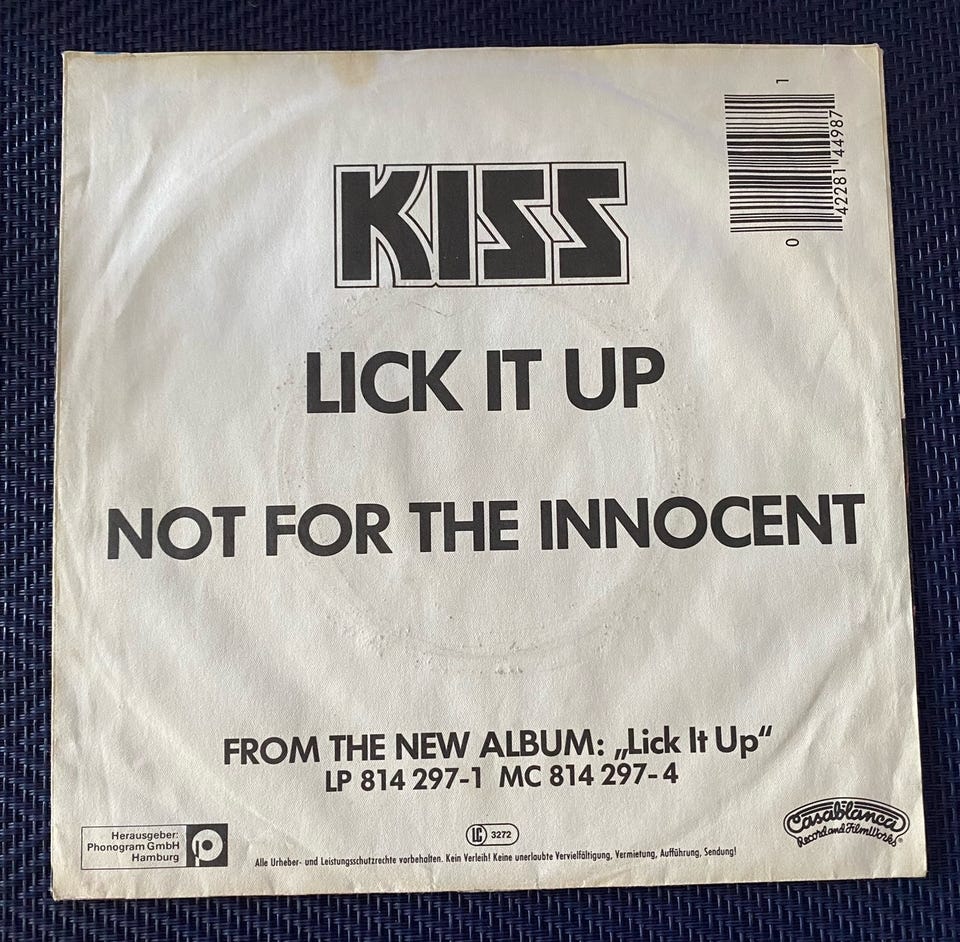 1
42281 44987
0
KISS
LICK IT UP
NOT FOR THE INNOCENT
FROM THE NEW ALBUM: „Lick It Up“
LP 814 297-1 MC 814 297-4
Herausgeber:
Phonogram GmbH
Hamburg
p
LC 3272
Alle Urheber- und Leistungsschutzrechte vorbehalten. Kein Verleih! Keine unerlaubte Vervielfältigung, Vermietung, Aufführung, Sendung!
Casablanca
Record and FilmWorks